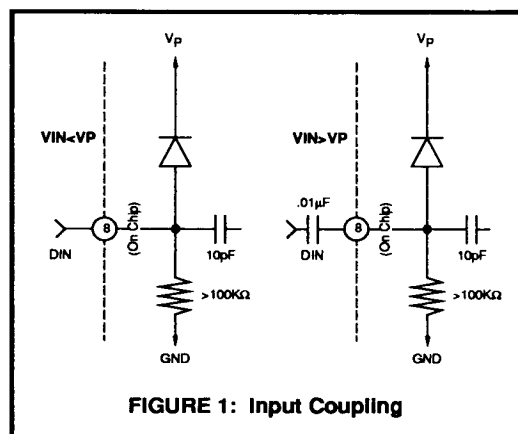 VP
VIN<VP
8
(On Chip)
DIN
10pF
>100KΩ
GND
VP
VIN>VP
.01µF
8
(On Chip)
DIN
10pF
>100KΩ
GND
FIGURE 1: Input Coupling